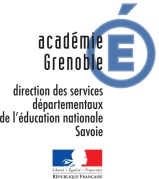 académie
Grenoble
direction des services
départementaux
de l'éducation nationale
Savoie
Liberté • Égalité • Fraternité
RÉPUBLIQUE FRANÇAISE